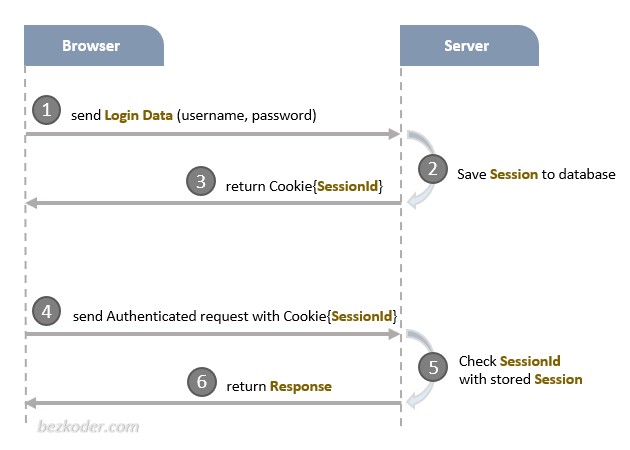 Browser
Server
1
send Login Data (username, password)
2
Save Session to database
3
return Cookie{SessionId}
4
send Authenticated request with Cookie{SessionId}
5
Check SessionId
with stored Session
6
return Response
bezkoder.com